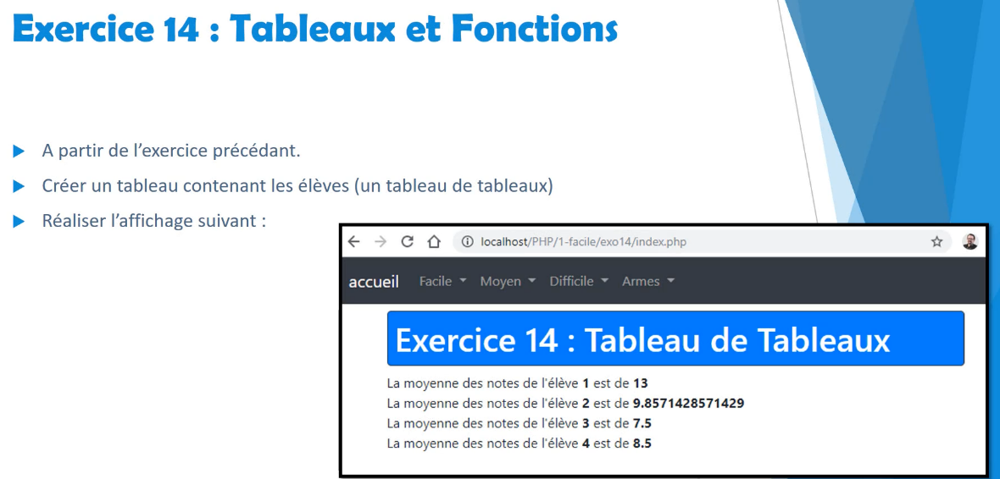 Exercice 14 : Tableaux et Fonctions
A partir de l’exercice précédant.
Créer un tableau contenant les élèves (un tableau de tableaux)
Réaliser l’affichage suivant :
localhost/PHP/1-facile/exo14/index.php
accueil Facile Moyen Difficile Armes
Exercice 14 : Tableau de Tableaux
La moyenne des notes de l'élève 1 est de 13
La moyenne des notes de l'élève 2 est de 9.8571428571429
La moyenne des notes de l'élève 3 est de 7.5
La moyenne des notes de l'élève 4 est de 8.5